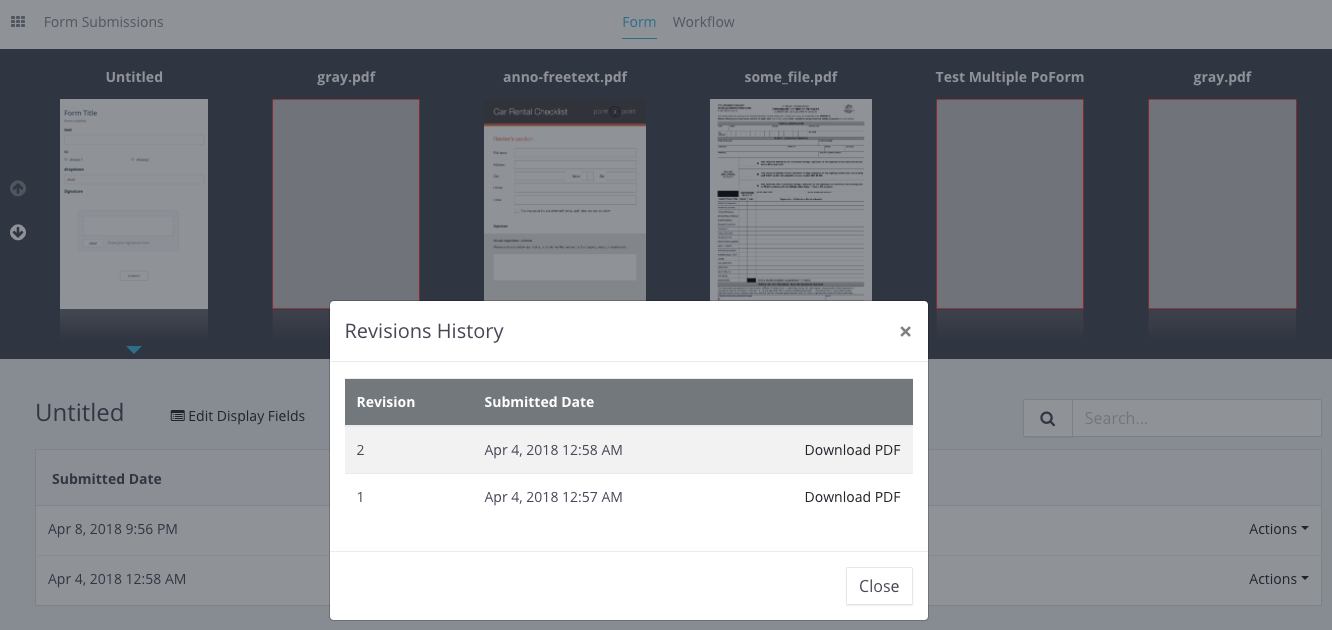 Form Submissions
Form Workflow
Untitled gray.pdf anno-freetext.pdf some_file.pdf Test Multiple PoForm gray.pdf
Form Title
Car Rental Checklist
Signature
Revisions History
×
Revision Submitted Date
2 Apr 4, 2018 12:58 AM Download PDF
1 Apr 4, 2018 12:57 AM Download PDF
Close
Untitled Edit Display Fields Search...
Submitted Date
Apr 8, 2018 9:56 PM Actions
Apr 4, 2018 12:58 AM Actions